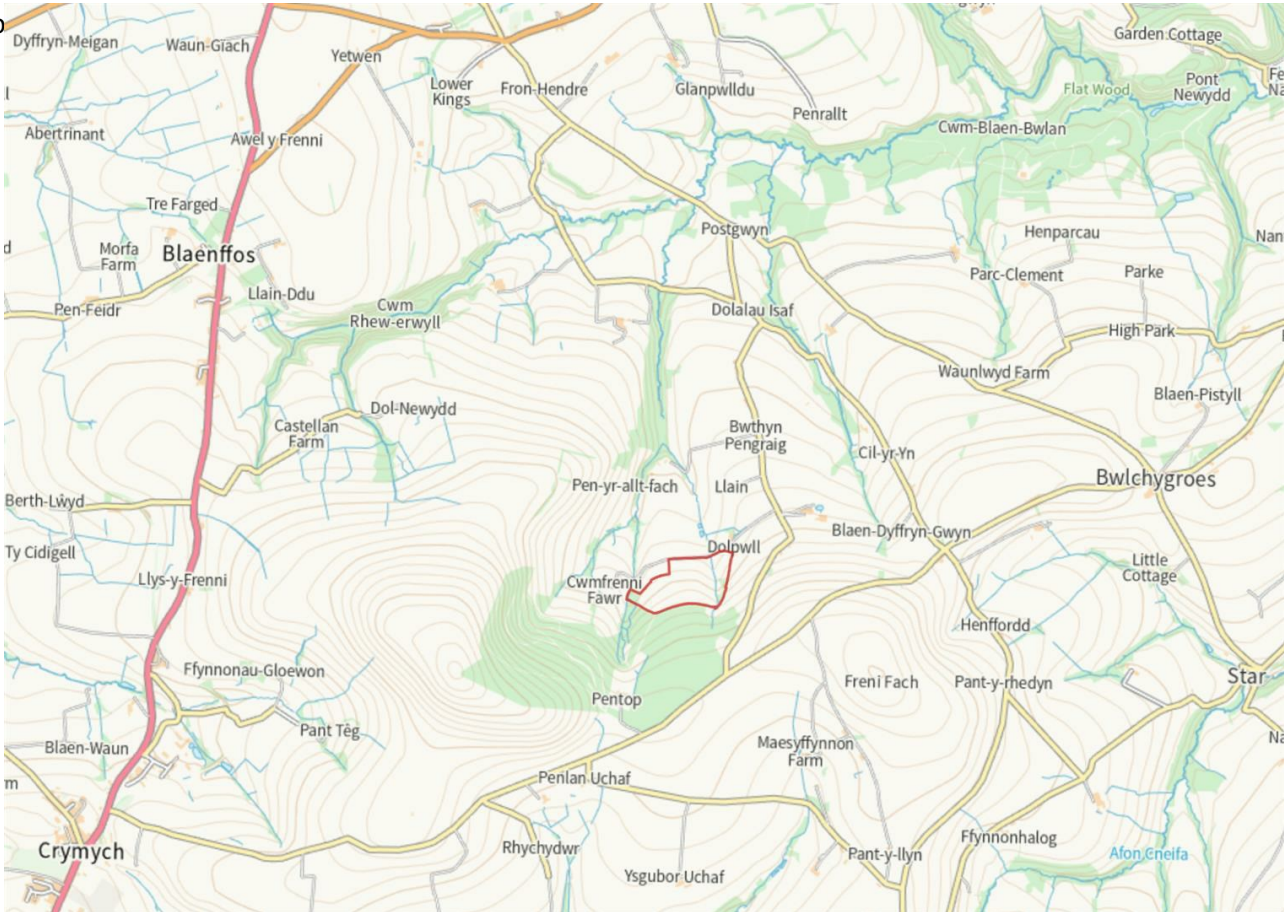 Dyffryn-Meigan
Waun-Giach
Yetwen
Lower
Kings
Fron-Hendre
Glanpwlldu
Penrallt
Garden Cottage
Flat Wood
Pont
Newydd
Abertrinant
Awel y Frenni
Cwm-Blaen-Bwlan
Tre Farged
Morfa
Farm
Blaenffos
Postgwyn
Henparcau
Parc-Clement
Parke
Pen-Feidr
Llain-Ddu
Cwm
Rhew-erwyll
Dolalau Isaf
High Park
Waunlwyd Farm
Blaen-Pistyll
Castellan
Farm
Dol-Newydd
Bwthyn
Pengraig
Cil-yr-Yn
Bwlchygroes
Berth-Lŵyd
Pen-yr-allt-fach
Llain
Blaen-Dyffryn-Gwyn
Ty Cidigell
Dolpwll
Llys-y-Frenni
Cwmfrenni
Fawr
Little
Cottage
Henffordd
Ffynnonau-Gloewon
Freni Fach
Pant-y-rhedyn
Star
Pentop
Pant Têg
Blaen-Waun
Maesyffynnon
Farm
Penlan Uchaf
Crymych
Rhychydwr
Ffynnonhalog
Pant-y-llyn
Afon Cneifa
Ysgubor Uchaf